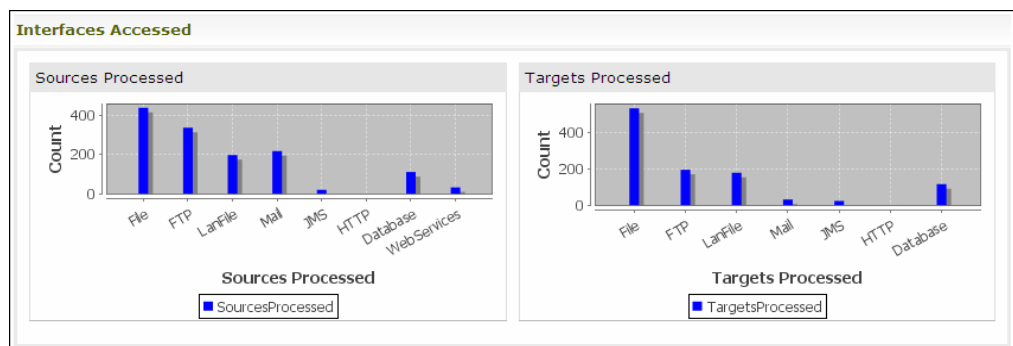 Interfaces Accessed
Sources Processed
Count
400
200
0
File
FTP
LanFile
Mail
JMS
HTTP
Database
WebServices
Sources Processed
SourcesProcessed
Targets Processed
Count
400
200
0
File
FTP
LanFile
Mail
JMS
HTTP
Database
Targets Processed
TargetsProcessed